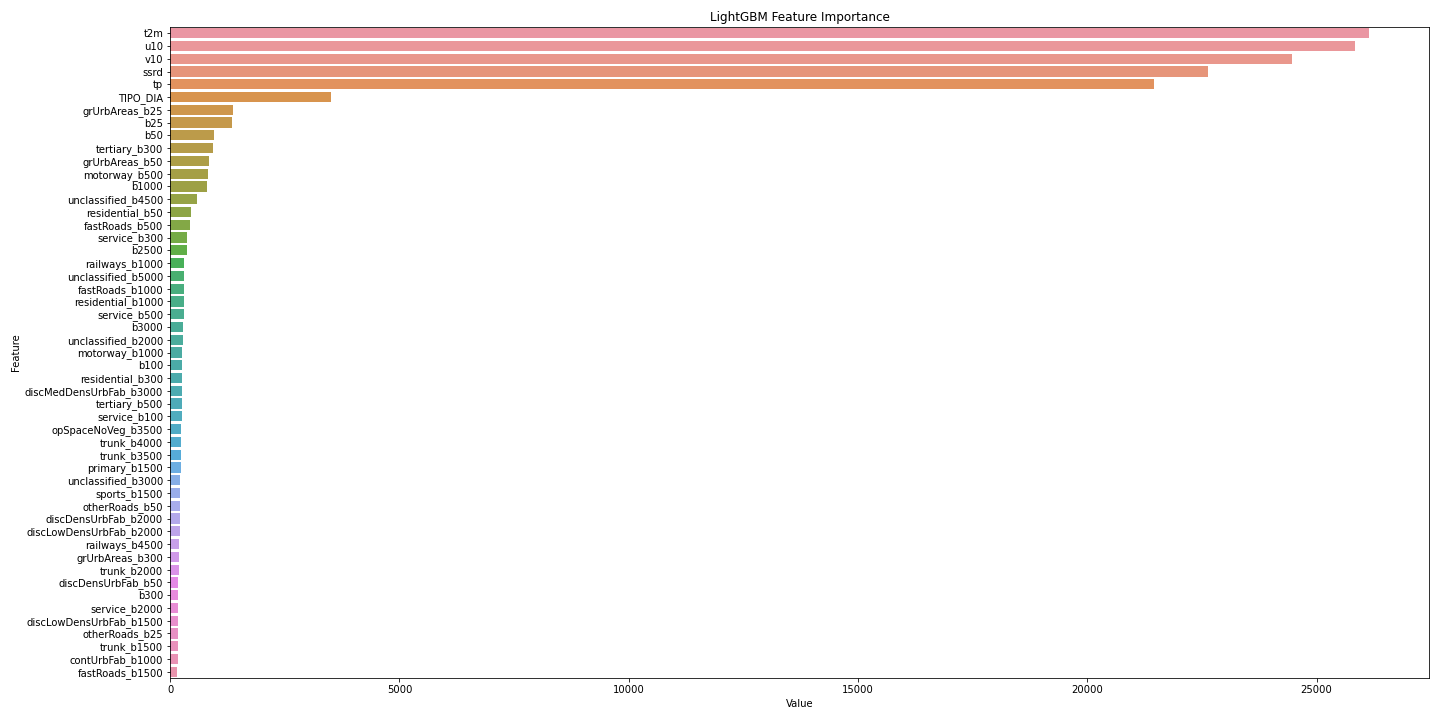 LightGBM Feature Importance
t2m
u10
v10
ssrd
tp
TIPO_DIA
grUrbAreas_b25
b25
b50
tertiary_b300
grUrbAreas_b50
motorway_b500
b1000
unclassified_b4500
residential_b50
fastRoads_b500
service_b300
b2500
railways_b1000
unclassified_b5000
fastRoads_b1000
residential_b1000
service_b500
b3000
unclassified_b2000
motorway_b1000
b100
residential_b300
discMedDensUrbFab_b3000
tertiary_b500
service_b100
opSpaceNoVeg_b3500
trunk_b4000
trunk_b3500
primary_b1500
unclassified_b3000
sports_b1500
otherRoads_b50
discDensUrbFab_b2000
discLowDensUrbFab_b2000
railways_b4500
grUrbAreas_b300
trunk_b2000
discDensUrbFab_b50
b300
service_b2000
discLowDensUrbFab_b1500
otherRoads_b25
trunk_b1500
contUrbFab_b1000
fastRoads_b1500
Feature
0 5000 10000 15000 20000 25000
Value